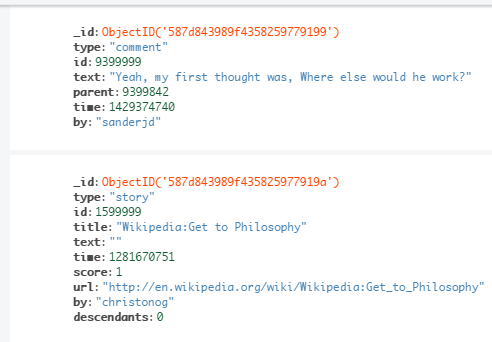 _id: ObjectID('587d843989f4358259779199')
type: "comment"
id: 9399999
text: "Yeah, my first thought was, Where else would he work?"
parent: 9399842
time: 1429374740
by: "sanderjd"
_id: ObjectID('587d843989f435825977919a')
type: "story"
id: 1599999
title: "Wikipedia:Get to Philosophy"
text: ""
time: 1281670751
score: 1
url: "http://en.wikipedia.org/wiki/Wikipedia:Get_to_Philosophy"
by: "christonog"
descendants: 0